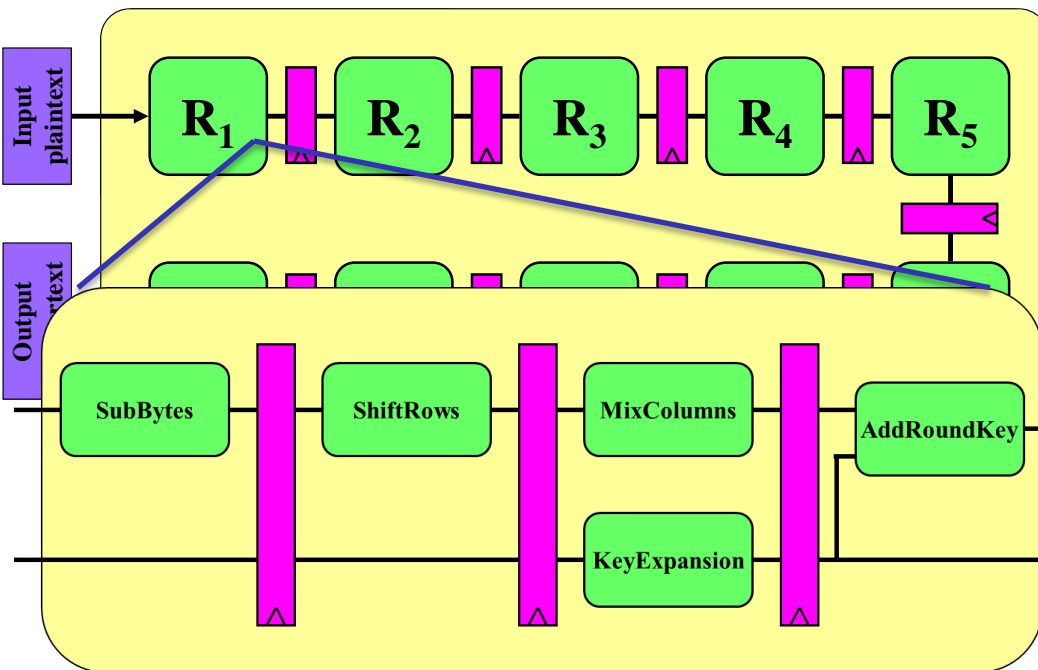 Input
plaintext
R1
R2
R3
R4
R5
Output
SubBytes
ShiftRows
MixColumns
AddRoundKey
KeyExpansion